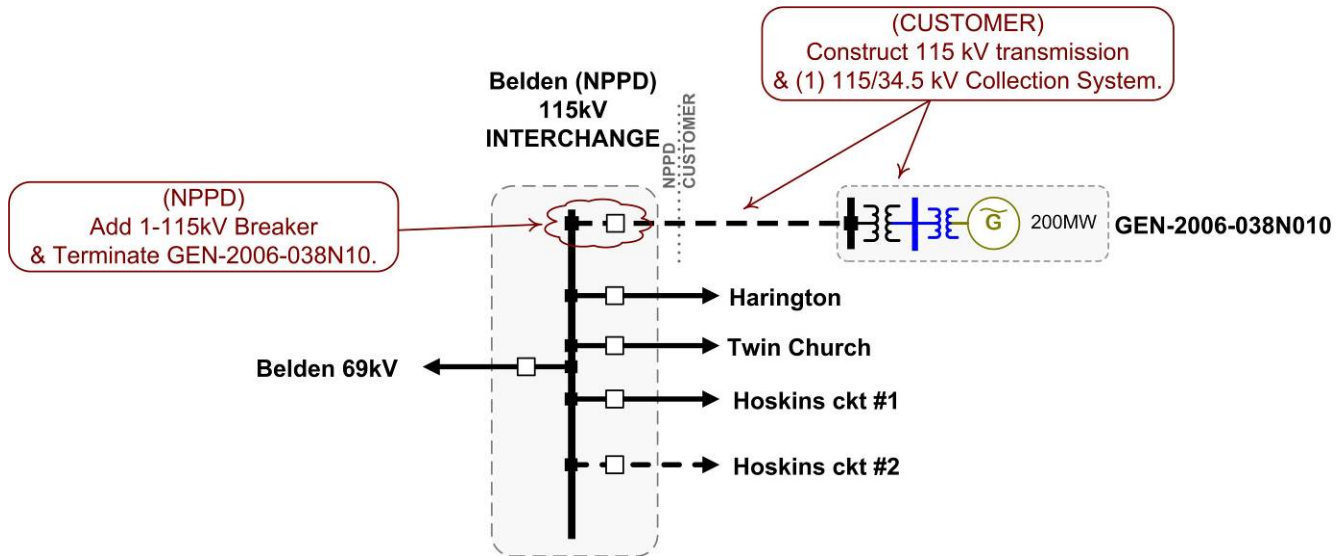 (CUSTOMER)
Construct 115 kV transmission
& (1) 115/34.5 kV Collection System.
Belden (NPPD)
115kV
INTERCHANGE
NPPD
CUSTOMER
(NPPD)
Add 1-115kV Breaker
& Terminate GEN-2006-038N10.
G
200MW
GEN-2006-038N010
Harington
Twin Church
Belden 69kV
Hoskins ckt #1
Hoskins ckt #2